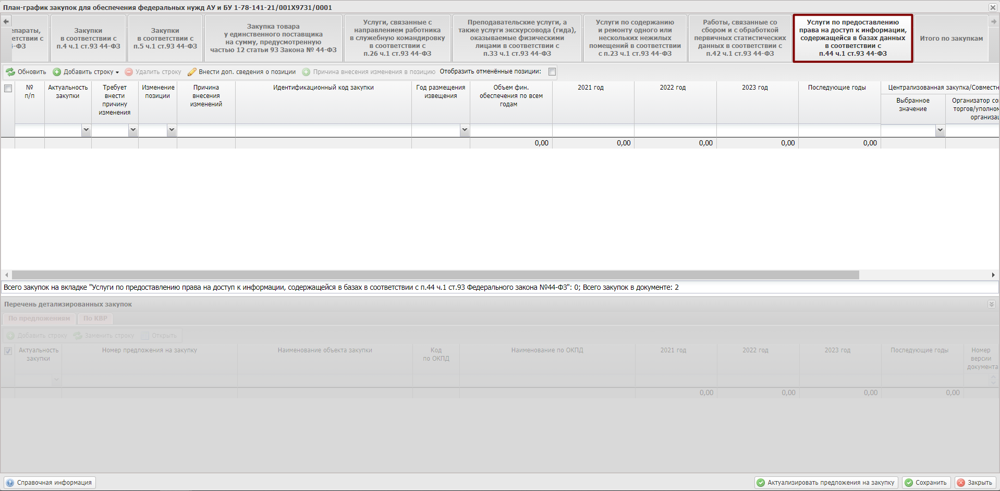 План-график закупок для обеспечения федеральных нужд АУ и БУ 1-78-141-21/001X9731/0001
епараты,
етствии с
-ФЗ
Закупки
в соответствии с
п.4 ч.1 ст.93 44-ФЗ
Закупки
в соответствии с
п.5 ч.1 ст.93 44-ФЗ
Закупка товара
у единственного поставщика
на сумму, предусмотренную
частью 12 статьи 93 Закона № 44-ФЗ
Услуги, связанные с
направлением работника
в служебную командировку
в соответствии с
п.26 ч.1 ст.93 44-ФЗ
Преподавательские услуги, а
также услуги экскурсовода (гида),
оказываемые физическими
лицами в соответствии с
п.33 ч.1 ст.93 44-ФЗ
Услуги по содержанию
и ремонту одного или
нескольких нежилых
помещений в соответствии
с п.23 ч.1 ст.93 44-ФЗ
Работы, связанные со
сбором и с обработкой
первичных статистических
данных в соответствии с
п.42 ч.1 ст.93 44-ФЗ
Услуги по предоставлению
права на доступ к информации,
содержащейся в базах данных
в соответствии с
п.44 ч.1 ст.93 44-ФЗ
Итого по закупкам
Обновить Добавить строку Удалить строку Внести доп. сведения о позиции Причина внесения изменения в позицию Отобразить отменённые позиции:
№
п/п
Актуальность
закупки
Требует
внести
причину
изменения
Изменение
позиции
Причина
внесения
изменений
Идентификационный код закупки
Год размещения
извещения
Объем фин.
обеспечения по всем
годам
2021 год
2022 год
2023 год
Последующие годы
Централизованная закупка/Совместн
Выбранное
значение
Организатор со
торгов/уполном
организац
0,00 0,00 0,00 0,00 0,00
Всего закупок на вкладке "Услуги по предоставлению права на доступ к информации, содержащейся в базах в соответствии с п.44 ч.1 ст.93 Федерального закона №44-ФЗ": 0; Всего закупок в документе: 2
Перечень детализированных закупок
По предложениям По КВР
Добавить строку Заменить строку Открыть
Актуальность
закупки
Номер предложения на закупку
Наименование объекта закупки
Код
по ОКПД
Наименование по ОКПД
2021 год
2022 год
2023 год
Последующие годы
Номер
версии
документа
0,00 0,00 0,00 0,00
Справочная информация Актуализировать предложения на закупку Сохранить Закрыть